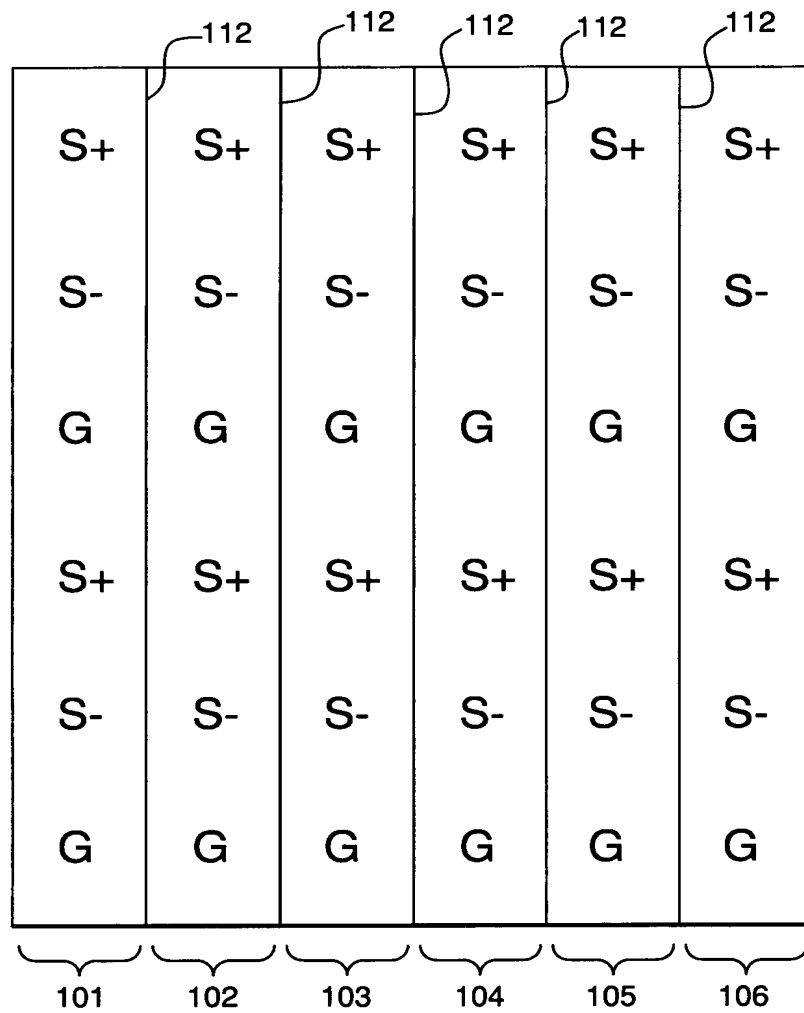 112 112 112 112 112
S+ S+ S+ S+ S+ S+
S- S- S- S- S- S-
G G G G G G
S+ S+ S+ S+ S+ S+
S- S- S- S- S- S-
G G G G G G
101 102 103 104 105 106